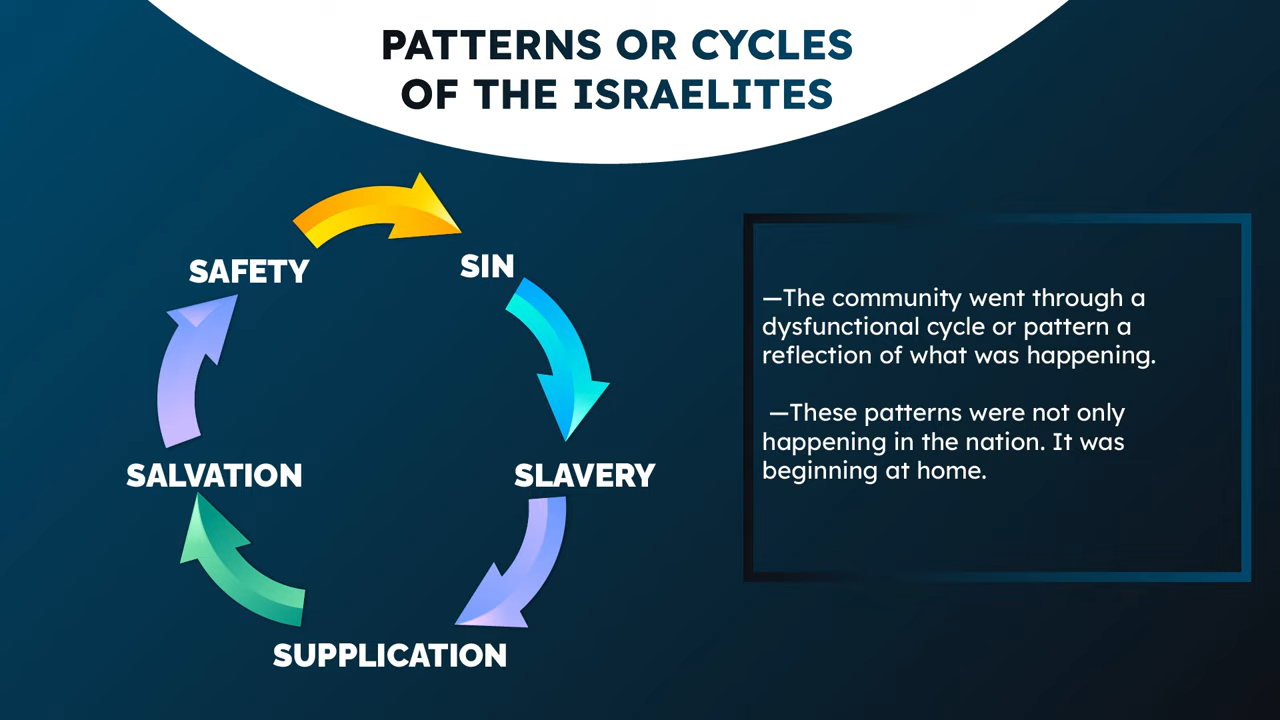 PATTERNS OR CYCLES
OF THE ISRAELITES
SAFETY
SIN
SALVATION
SLAVERY
SUPPLICATION
—The community went through a
dysfunctional cycle or pattern a
reflection of what was happening.
—These patterns were not only
happening in the nation. It was
beginning at home.